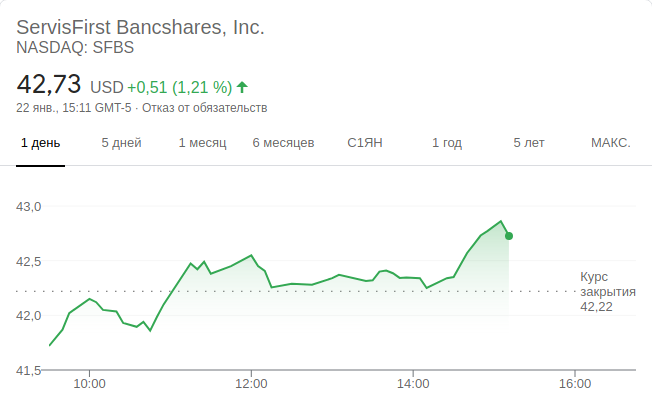 ServisFirst Bancshares, Inc.
NASDAQ: SFBS
42,73 USD +0,51 (1,21 %)
22 янв., 15:11 GMT-5 · Отказ от обязательств
1 день 5 дней 1 месяц 6 месяцев С1ЯН 1 год 5 лет МАКС.
43,0
42,5
Курс
закрытия
42,22
42,0
41,5
10:00 12:00 14:00 16:00